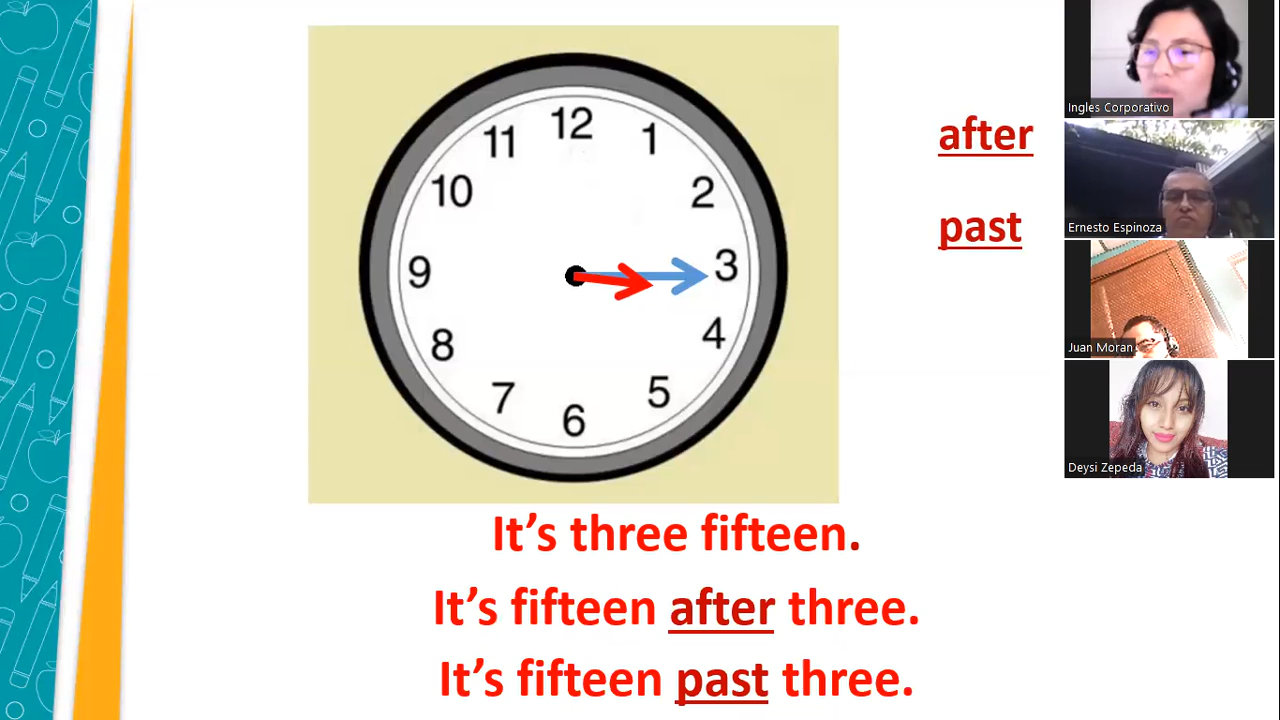 12
11
1
10
2
9
3
8
4
7
5
6
after
past
It's three fifteen.
It's fifteen after three.
It's fifteen past three.
Ingles Corporativo
Ernesto Espinoza
Juan Moran
Deysi Zepeda